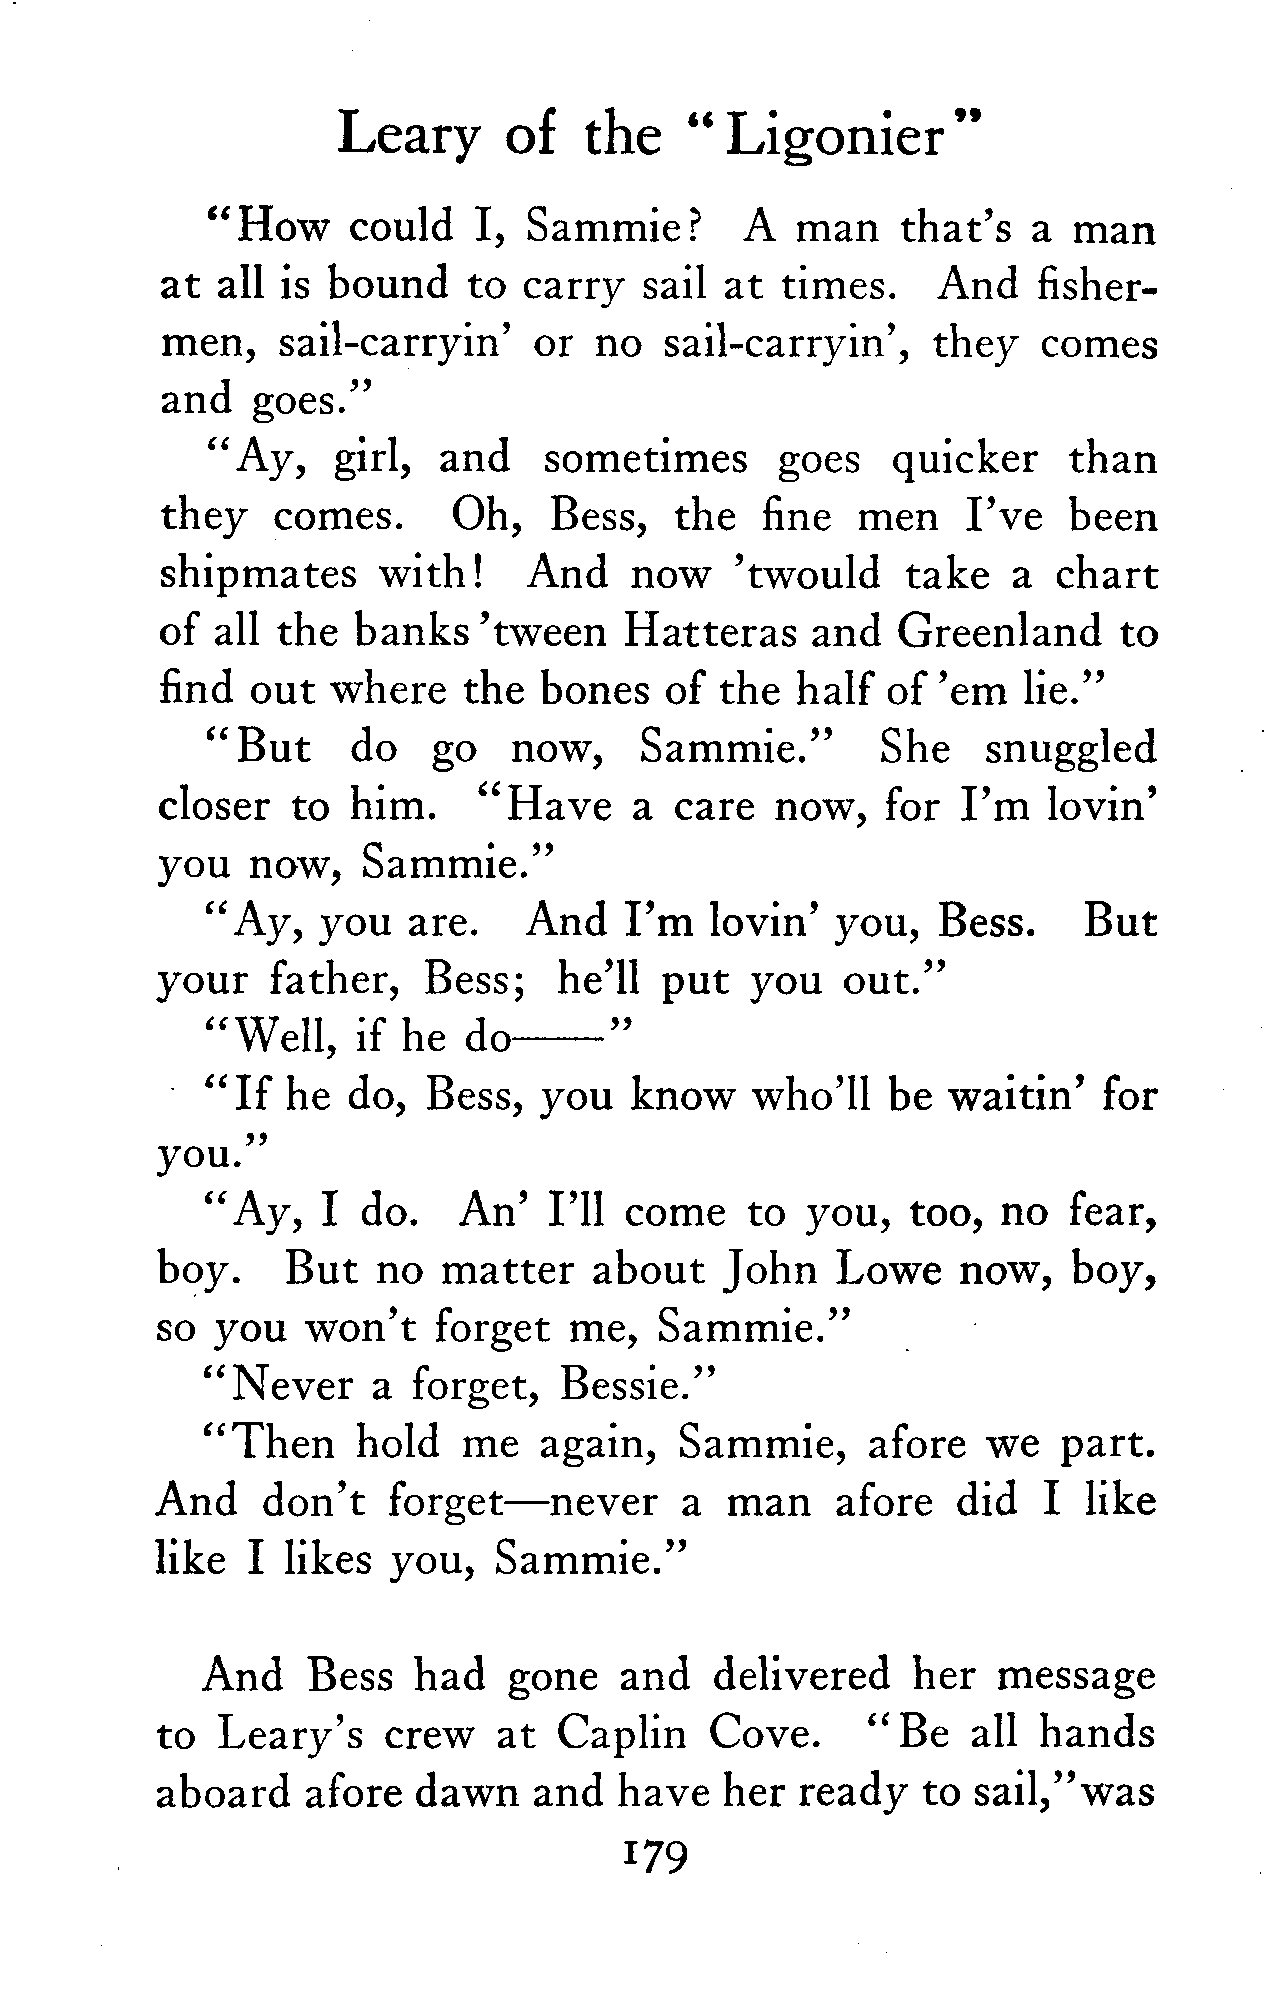 Leary of the "Ligonier"
"How could I, Sammie? A man that's a man
at all is bound to carry sail at times. And fisher-
men, sail-carryin' or no sail-carryin', they comes
and goes."
"Ay, girl, and sometimes goes quicker than
they comes. Oh, Bess, the fine men I've been
shipmates with! And now 'twould take a chart
of all the banks 'tween Hatteras and Greenland to
find out where the bones of the half of 'em lie."
"But do go now, Sammie." She snuggled
closer to him. "Have a care now, for I'm lovin'
you now, Sammie."
"Ay, you are. And I'm lovin' you, Bess. But
your father, Bess; he'll put you out."
"Well, if he do——"
"If he do, Bess, you know who'll be waitin' for
you."
"Ay, I do. An' I'll come to you, too, no fear,
boy. But no matter about John Lowe now, boy,
so you won't forget me, Sammie."
"Never a forget, Bessie."
"Then hold me again, Sammie, afore we part.
And don't forget—never a man afore did I like
like I likes you, Sammie."
And Bess had gone and delivered her message
to Leary's crew at Caplin Cove. "Be all hands
aboard afore dawn and have her ready to sail," was
179